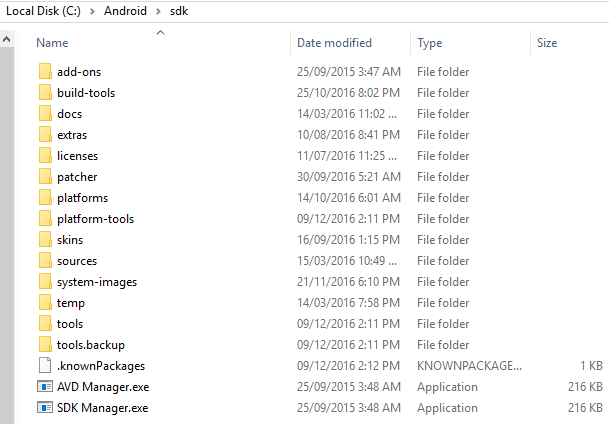 Local Disk (C:) > Android > sdk
Name Date modified Type Size
add-ons 25/09/2015 3:47 AM File folder
build-tools 25/10/2016 8:02 PM File folder
docs 14/03/2016 11:02 ... File folder
extras 10/08/2016 8:41 PM File folder
licenses 11/07/2016 11:25 ... File folder
patcher 30/09/2016 5:21 AM File folder
platforms 14/10/2016 6:01 AM File folder
platform-tools 09/12/2016 2:11 PM File folder
skins 16/09/2016 1:15 PM File folder
sources 15/03/2016 10:49 ... File folder
system-images 21/11/2016 6:10 PM File folder
temp 14/03/2016 7:58 PM File folder
tools 09/12/2016 2:11 PM File folder
tools.backup 09/12/2016 2:11 PM File folder
.knownPackages 09/12/2016 2:12 PM KNOWNPACKAGE... 1 KB
AVD Manager.exe 25/09/2015 3:48 AM Application 216 KB
SDK Manager.exe 25/09/2015 3:48 AM Application 216 KB